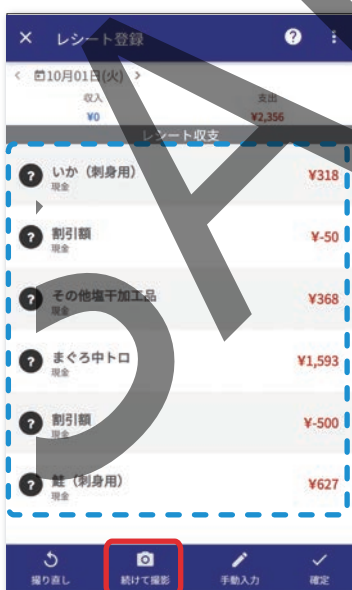 × レシート登録 ? ⋮
< 10月01日(火) >
収入 支出
¥0 ¥2,356
レシート収支
? いか（刺身用） ¥318
現金
? 割引額 ¥-50
現金
? その他塩干加工品 ¥368
現金
? まぐろ中トロ ¥1,593
現金
? 割引額 ¥-500
現金
? 鮭（刺身用） ¥627
現金
撮り直し 続けて撮影 手動入力 確定